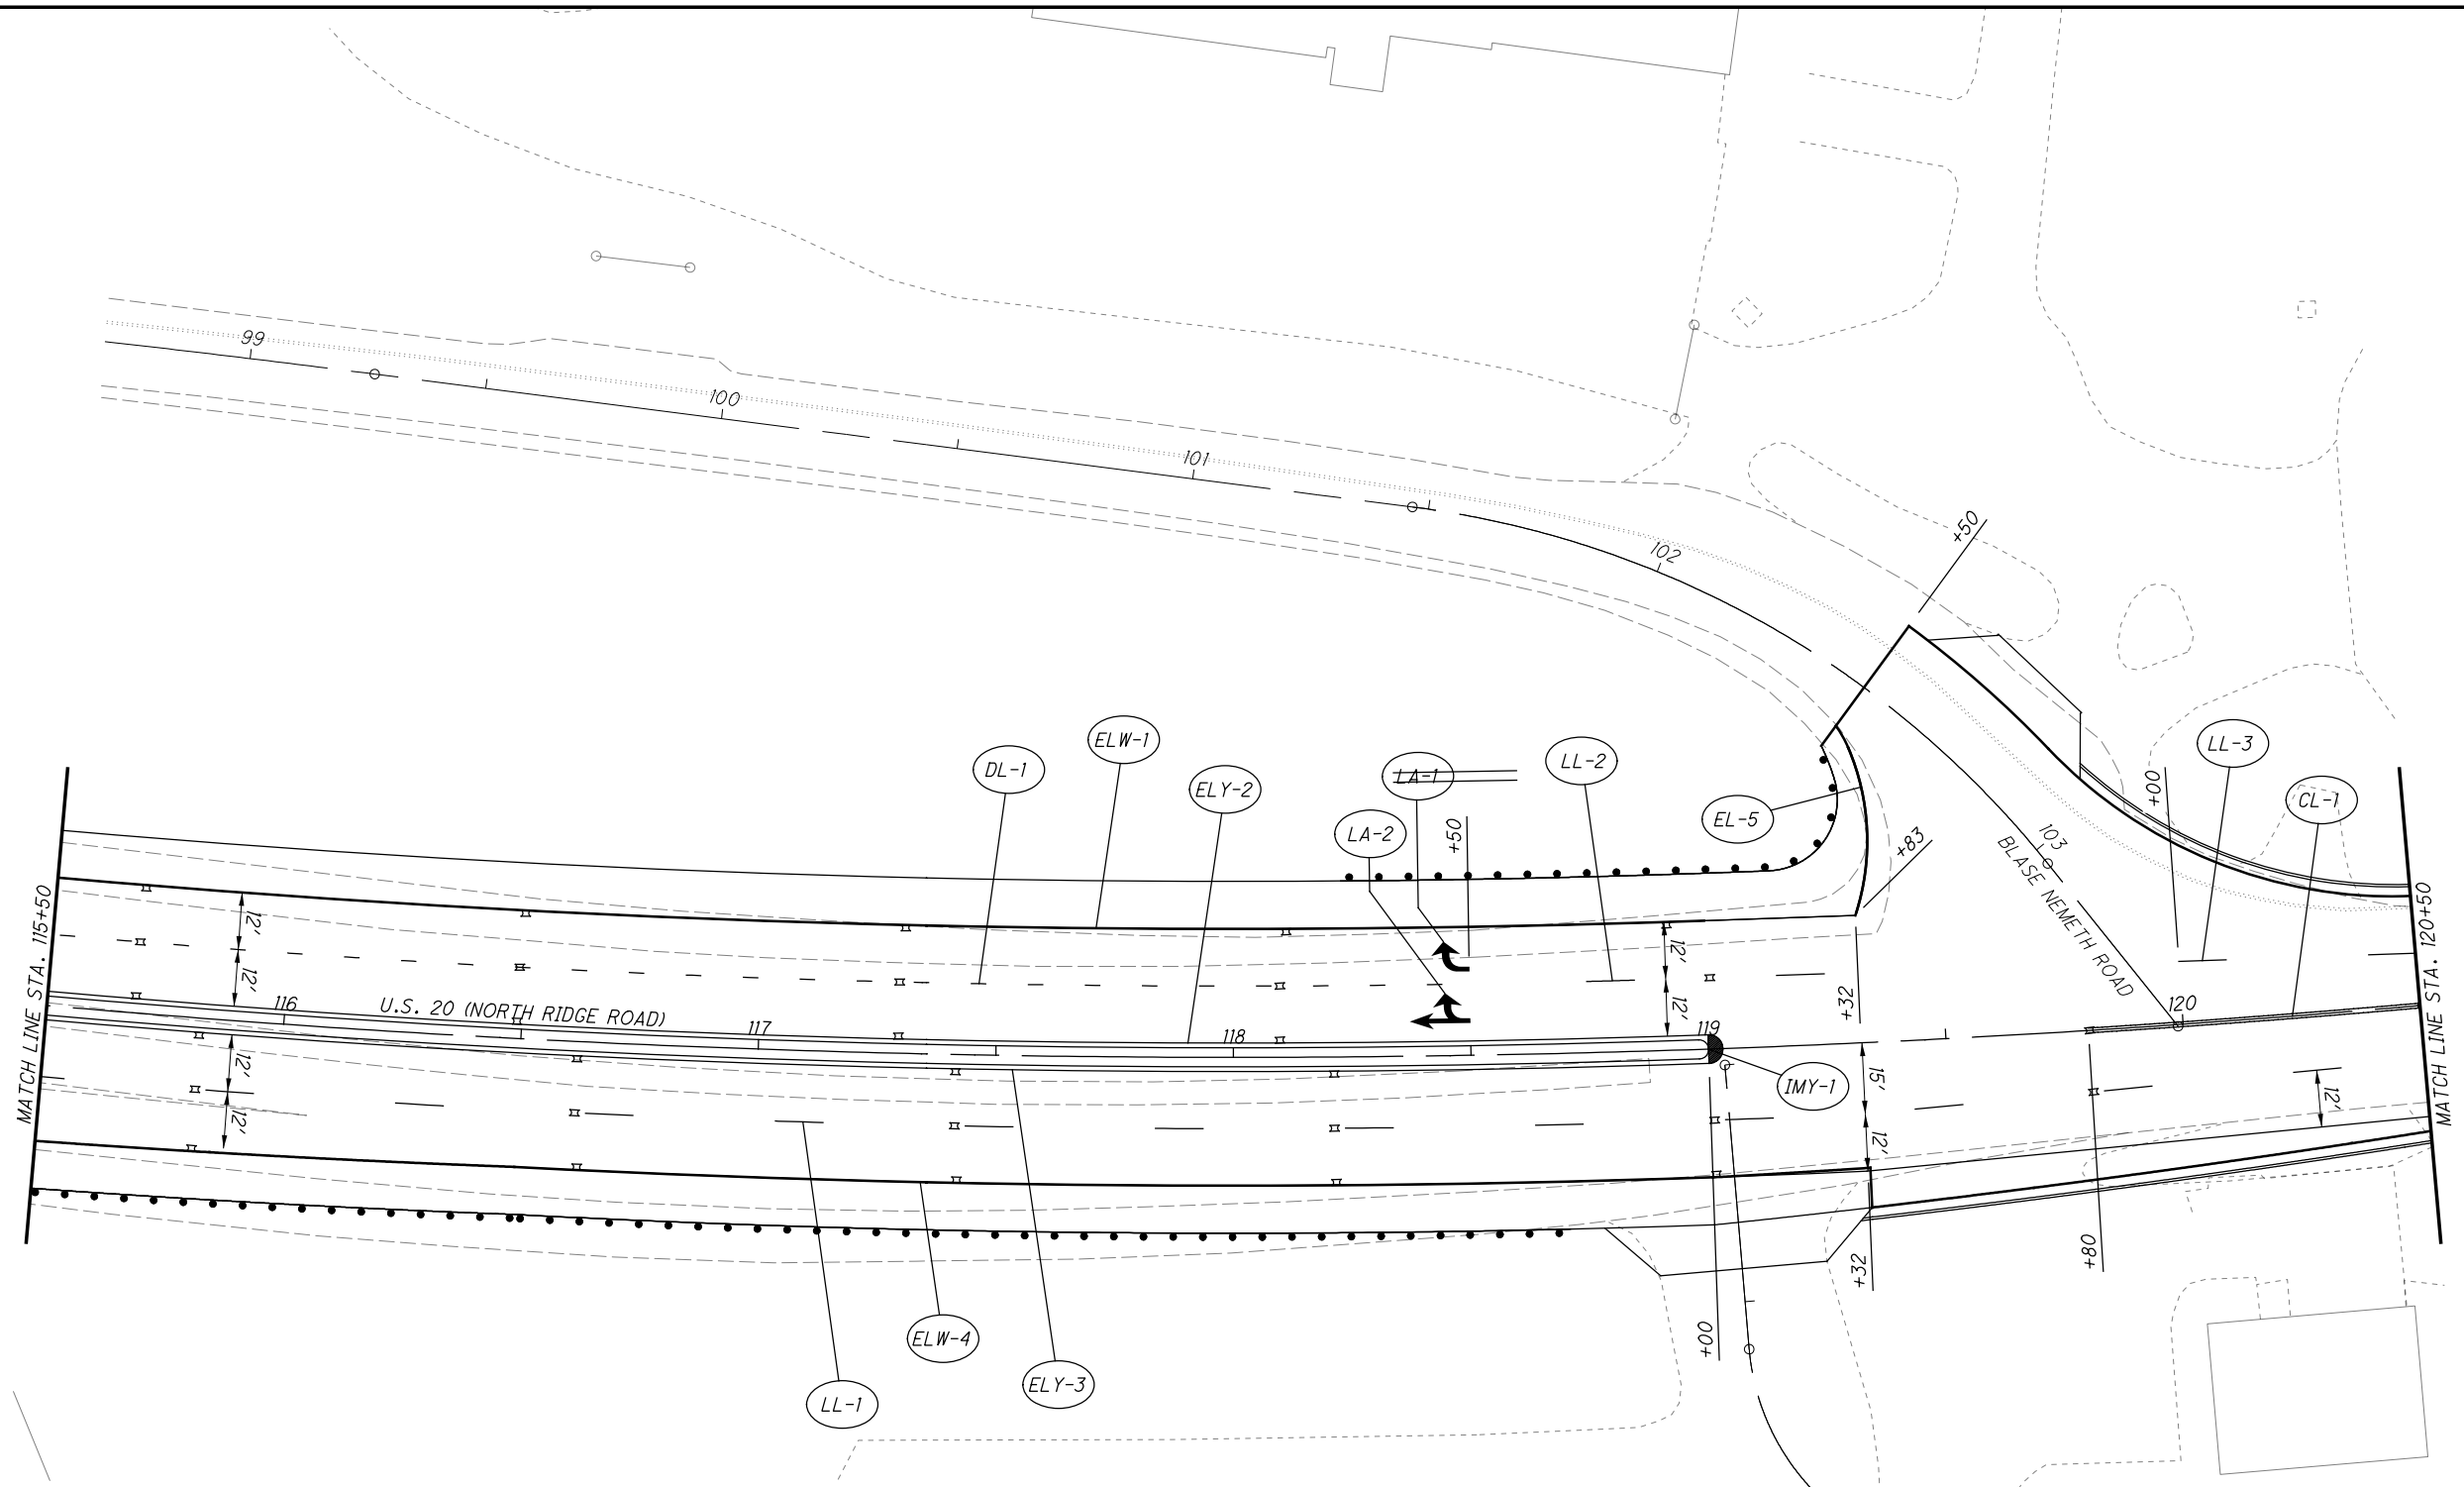 99
100
101
102
+50
103
BLASE NEMETH ROAD
DL-1
ELW-1
ELY-2
LA-2
LA-1
+50
LL-2
EL-5
+83
+00
LL-3
CL-1
MATCH LINE STA. 115+50
12'
12'
12'
12'
116
U.S. 20 (NORTH RIDGE ROAD)
117
118
119
120
12'
12'
+32
15'
12'
12'
IMY-1
MATCH LINE STA. 120+50
+80
+32
+00
ELW-4
ELY-3
LL-1